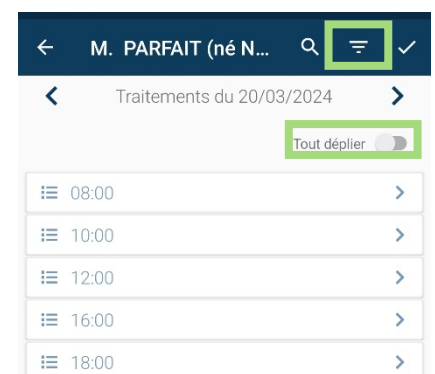 M. PARFAIT (né N...
Traitements du 20/03/2024
Tout déplier
08:00
10:00
12:00
16:00
18:00